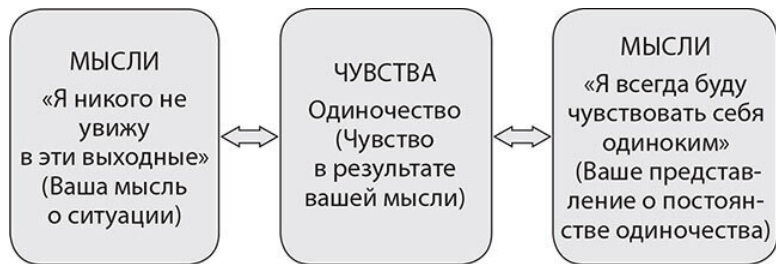 МЫСЛИ
«Я никого не
увижу
в эти выходные»
(Ваша мысль
о ситуации)
ЧУВСТВА
Одиночество
(Чувство
в результате
вашей мысли)
МЫСЛИ
«Я всегда буду
чувствовать себя
одиноким»
(Ваше представ-
ление о постоян-
стве одиночества)